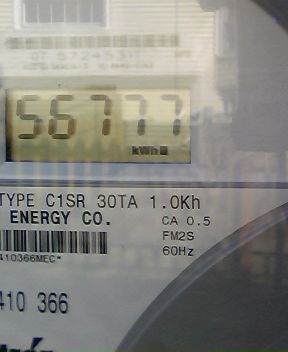 56777
kWh
TYPE C1SR 30TA 1.0Kh
ENERGY CO.
CA 0.5
FM2S
60Hz
410366MEC*
410 366